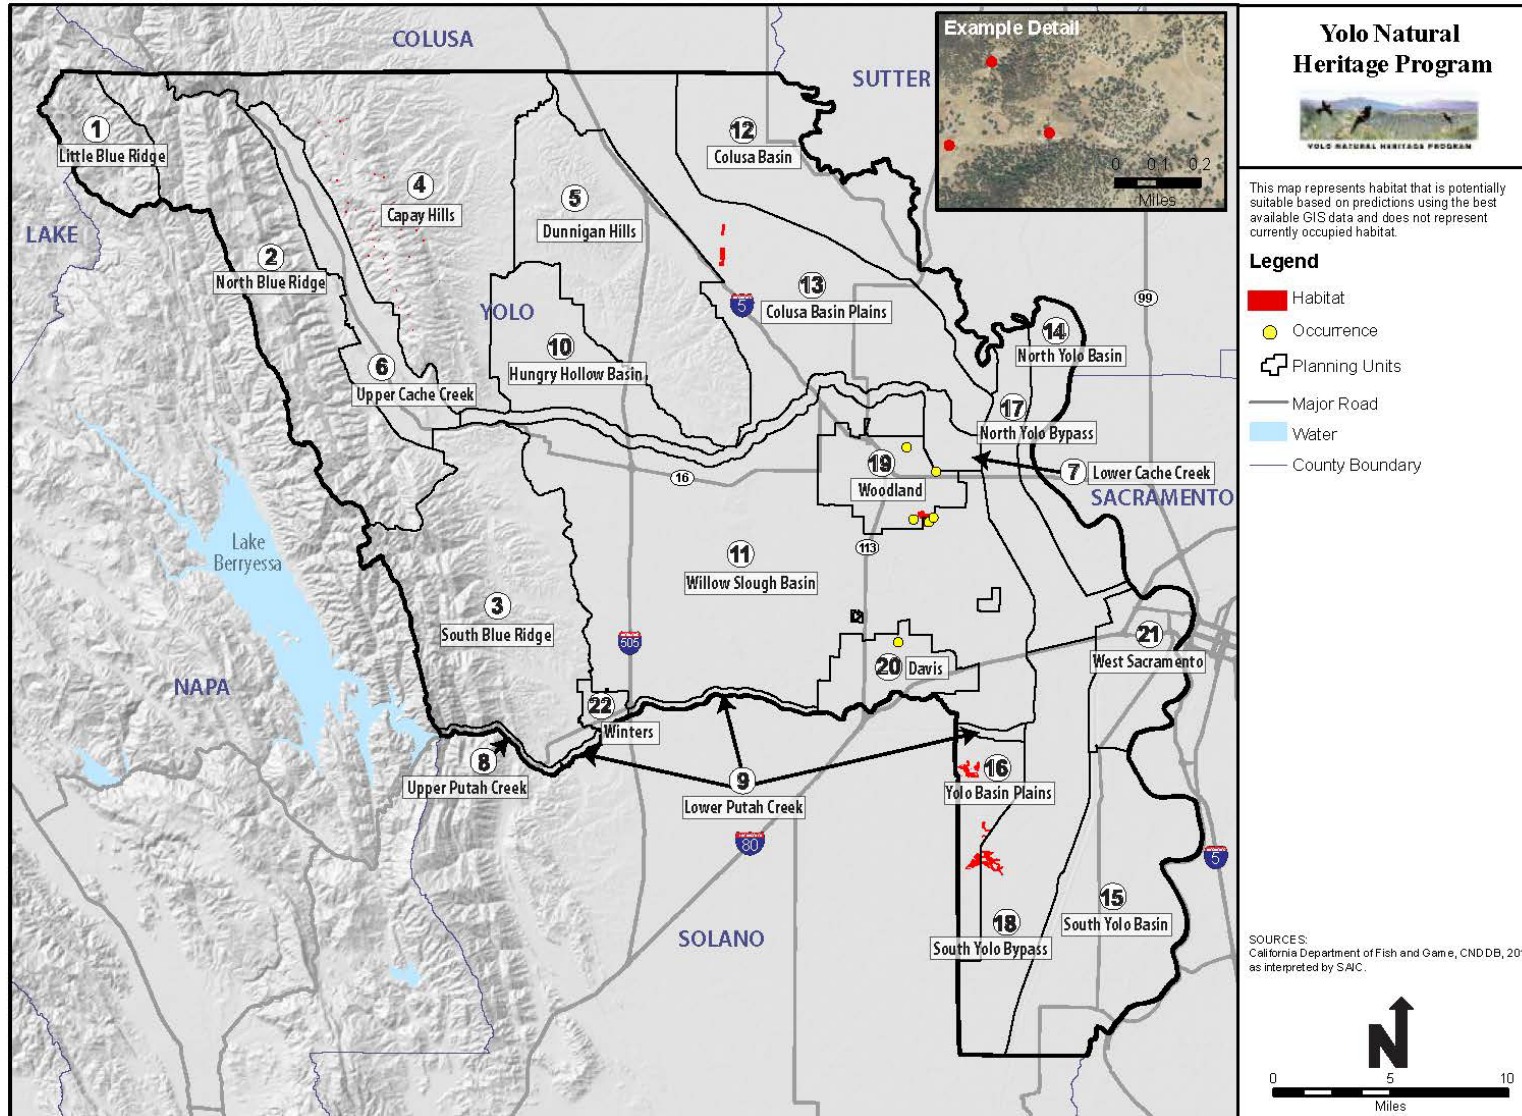 COLUSA
SUTTER
LAKE
YOLO
NAPA
SOLANO
SACRAMENTO
Example Detail
0 0.1 0.2
Miles
1
Little Blue Ridge
2
North Blue Ridge
4
Capay Hills
5
Dunnigan Hills
12
Colusa Basin
13
Colusa Basin Plains
5
99
14
North Yolo Basin
10
Hungry Hollow Basin
6
Upper Cache Creek
17
North Yolo Bypass
19
Woodland
7
Lower Cache Creek
16
113
Lake
Berryessa
11
Willow Slough Basin
3
South Blue Ridge
505
21
West Sacramento
20
Davis
22
Winters
8
Upper Putah Creek
9
Lower Putah Creek
16
Yolo Basin Plains
80
5
15
South Yolo Basin
18
South Yolo Bypass
Yolo Natural
Heritage Program
YOLO NATURAL HERITAGE PROGRAM
This map represents habitat that is potentially
suitable based on predictions using the best
available GIS data and does not represent
currently occupied habitat.
Legend
Habitat
Occurrence
Planning Units
Major Road
Water
County Boundary
SOURCES:
California Department of Fish and Game, CNDDB,
as interpreted by SAIC.
N
0 5 10
Miles